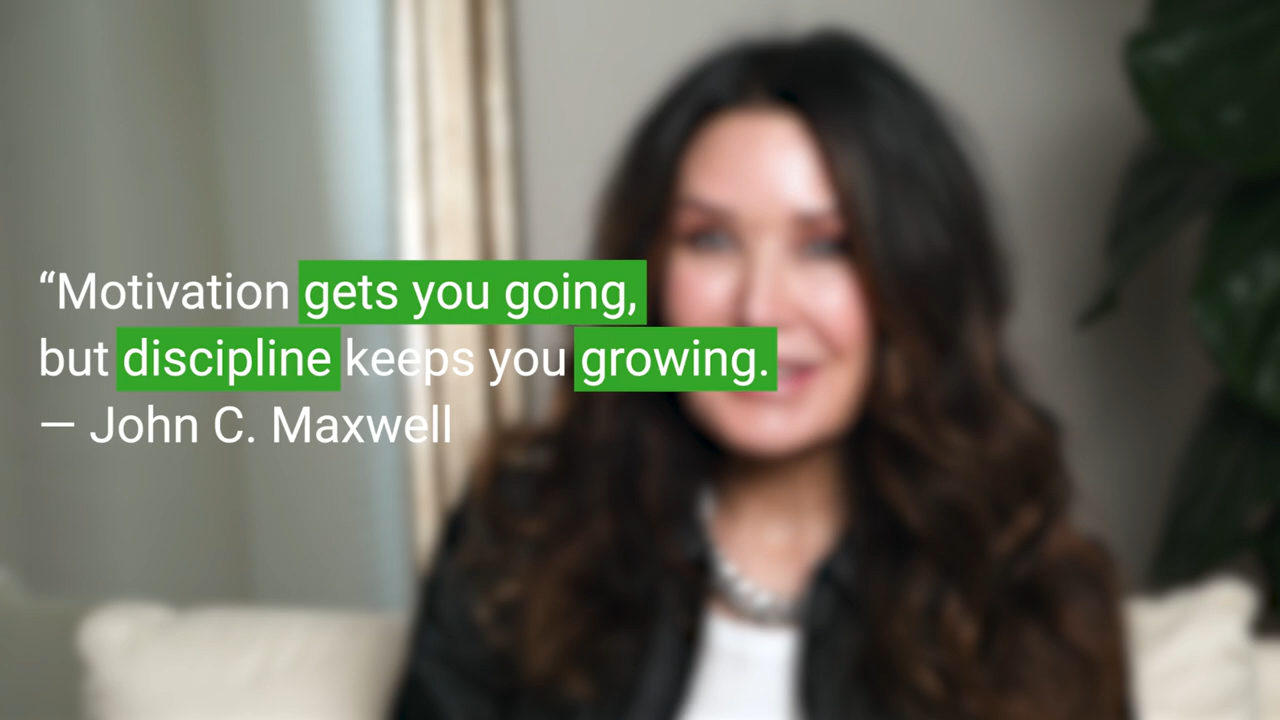 “Motivation gets you going,
but discipline keeps you growing.
— John C. Maxwell